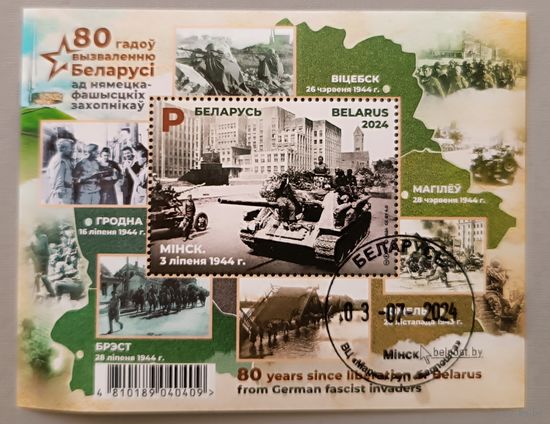 80 гадоў
вызваленню
Беларусі
ад нямецка-
фашысцкіх
захопнікаў
ВІЦЕБСК
26 чэрвеня 1944 г.
P БЕЛАРУСЬ
BELARUS
2024
МАГІЛЁЎ
28 чэрвеня 1944 г.
ГРОДНА
16 ліпеня 1944 г.
МІНСК.
3 ліпеня 1944 г.
БЕЛАРУСЬ
03-07-2024
лістапада 1943 г.
БРЭСТ
28 ліпеня 1944 г.
Мінск
belpost.by
4 810189 040409 >
80 years since liberation of Belarus
from German fascist invaders